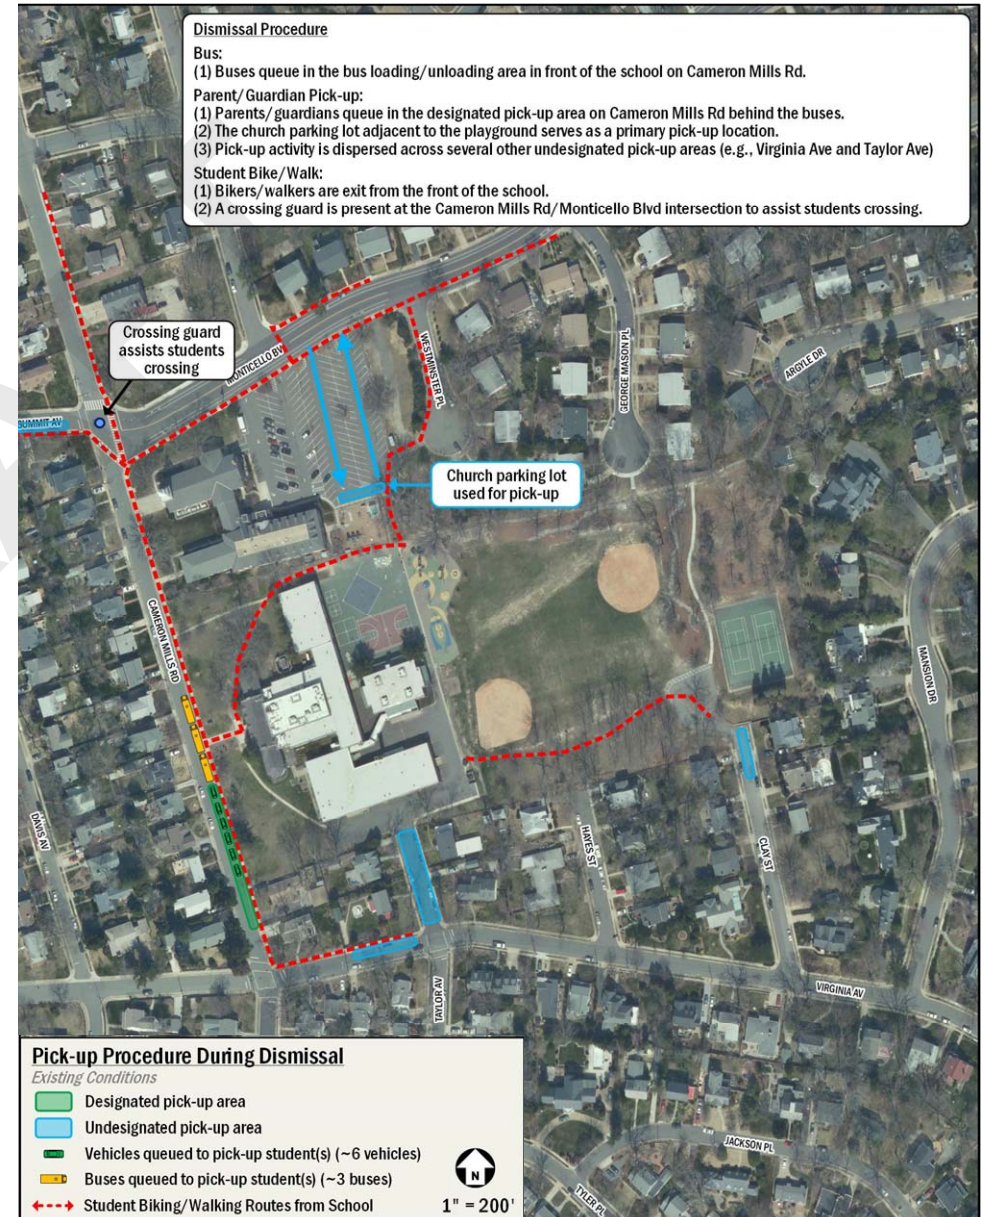 Dismissal Procedure
Bus:
(1) Buses queue in the bus loading/unloading area in front of the school on Cameron Mills Rd.
Parent/Guardian Pick-up:
(1) Parents/guardians queue in the designated pick-up area on Cameron Mills Rd behind the buses.
(2) The church parking lot adjacent to the playground serves as a primary pick-up location.
(3) Pick-up activity is dispersed across several other undesignated pick-up areas (e.g., Virginia Ave and Taylor Ave)
Student Bike/Walk:
(1) Bikers/walkers are exit from the front of the school.
(2) A crossing guard is present at the Cameron Mills Rd/Monticello Blvd intersection to assist students crossing.
Crossing guard
assists students
crossing
MONTICELLO BV
WESTMINSTER PL
GEORGE MASON PL
ARGYLE DR
SUMMIT AV
Church parking lot
used for pick-up
CAMERON MILLS RD
MANSION DR
DAVIS AV
HAYES ST
CLAY ST
TAYLOR AV
VIRGINIA AV
JACKSON PL
TYLER PL
Pick-up Procedure During Dismissal
Existing Conditions
Designated pick-up area
Undesignated pick-up area
Vehicles queued to pick-up student(s) (~6 vehicles)
Buses queued to pick-up student(s) (~3 buses)
Student Biking/Walking Routes from School
N
1" = 200'